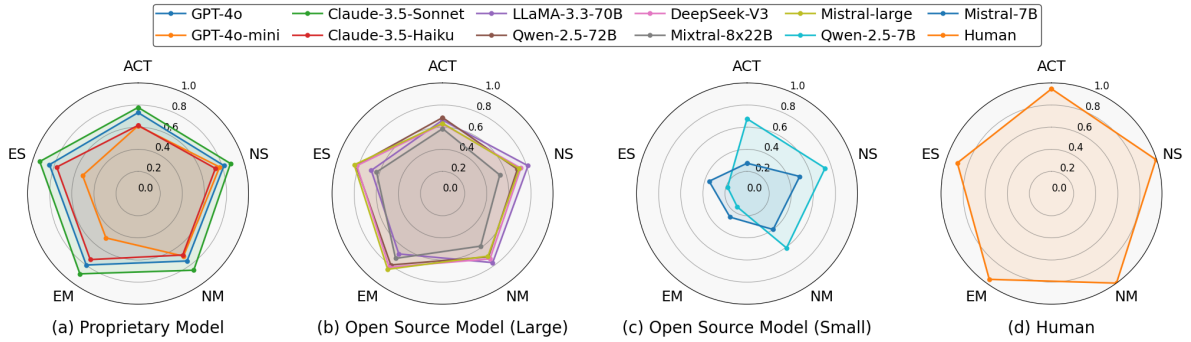 GPT-4o Claude-3.5-Sonnet LLaMA-3.3-70B DeepSeek-V3 Mistral-large Mistral-7B
GPT-4o-mini Claude-3.5-Haiku Qwen-2.5-72B Mixtral-8x22B Qwen-2.5-7B Human
ACT
NS
NM
EM
ES
0.0
0.2
0.4
0.6
0.8
1.0
(a) Proprietary Model
ACT
NS
NM
EM
ES
0.0
0.2
0.4
0.6
0.8
1.0
(b) Open Source Model (Large)
ACT
NS
NM
EM
ES
0.0
0.2
0.4
0.6
0.8
1.0
(c) Open Source Model (Small)
ACT
NS
NM
EM
ES
0.0
0.2
0.4
0.6
0.8
1.0
(d) Human